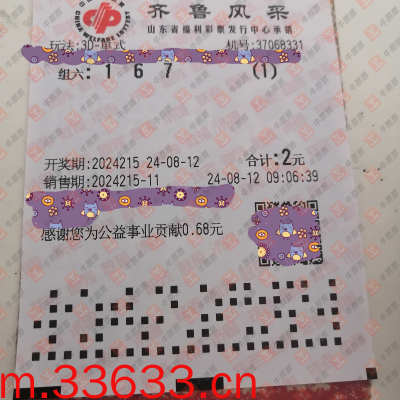 齐鲁风采
山东省福利彩票发行中心承销
玩法:3D-单式 机号:37068331
组六: 1 6 7 (1)
开奖期:2024215 24-08-12 合计:2元
销售期:2024215-11 24-08-12 09:06:39
感谢您为公益事业贡献0.68元
m.33633.cn